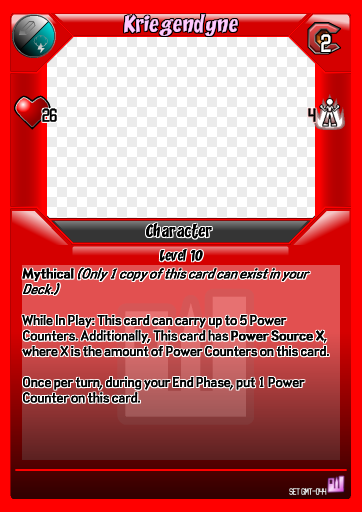 Kriegendyne
2
26
4
Character
Level 10
Mythical (Only 1 copy of this card can exist in your
Deck.)
While In Play: This card can carry up to 5 Power
Counters. Additionally, This card has Power Source X,
where X is the amount of Power Counters on this card.
Once per turn, during your End Phase, put 1 Power
Counter on this card.
SET GMT-044